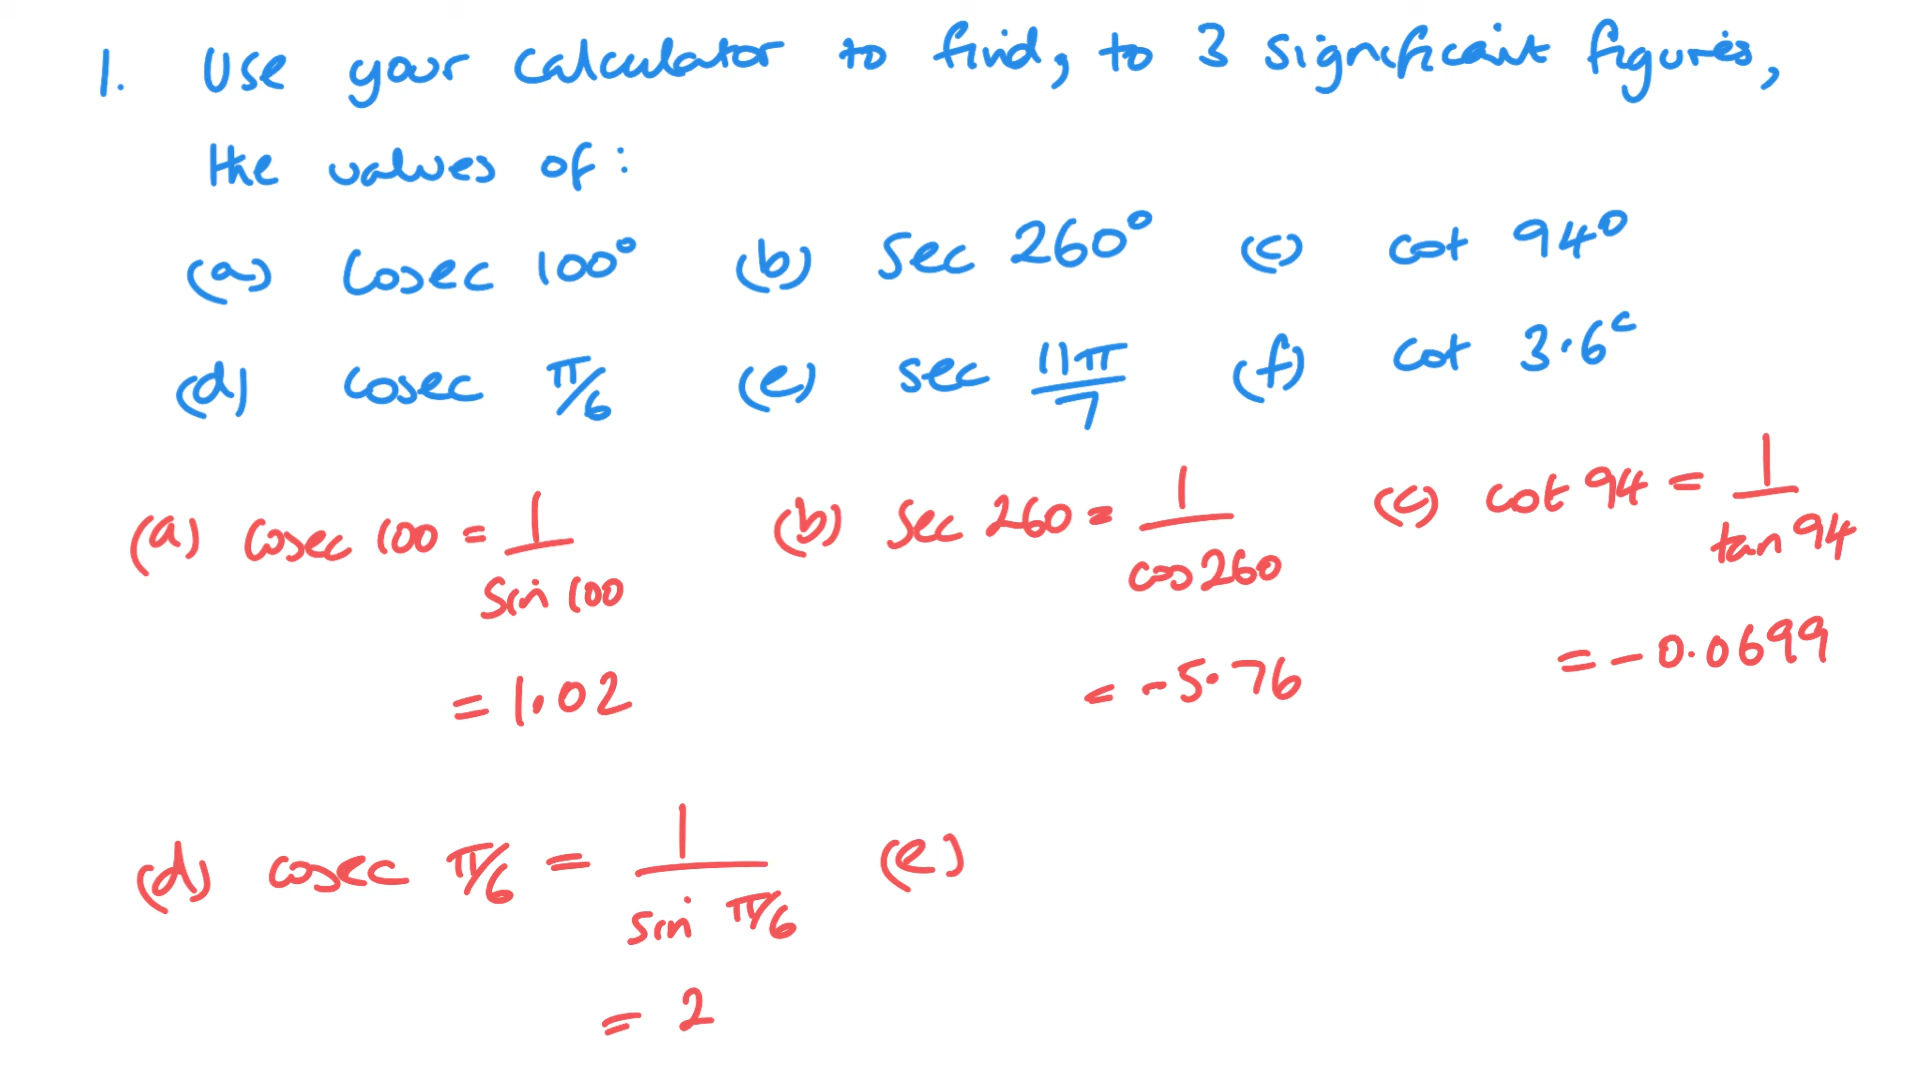 1. Use your calculator to find, to 3 significant figures,
the values of:
(a) cosec 100° (b) sec 260° (c) cot 94°
(d) cosec π/6 (e) sec 11π/7 (f) cot 3.6ᶜ
(a) cosec 100 = 1/sin 100 (b) sec 260 = 1/cos 260 (c) cot 94 = 1/tan 94
= 1.02 = -5.76 = -0.0699
(d) cosec π/6 = 1/sin π/6 (e)
= 2